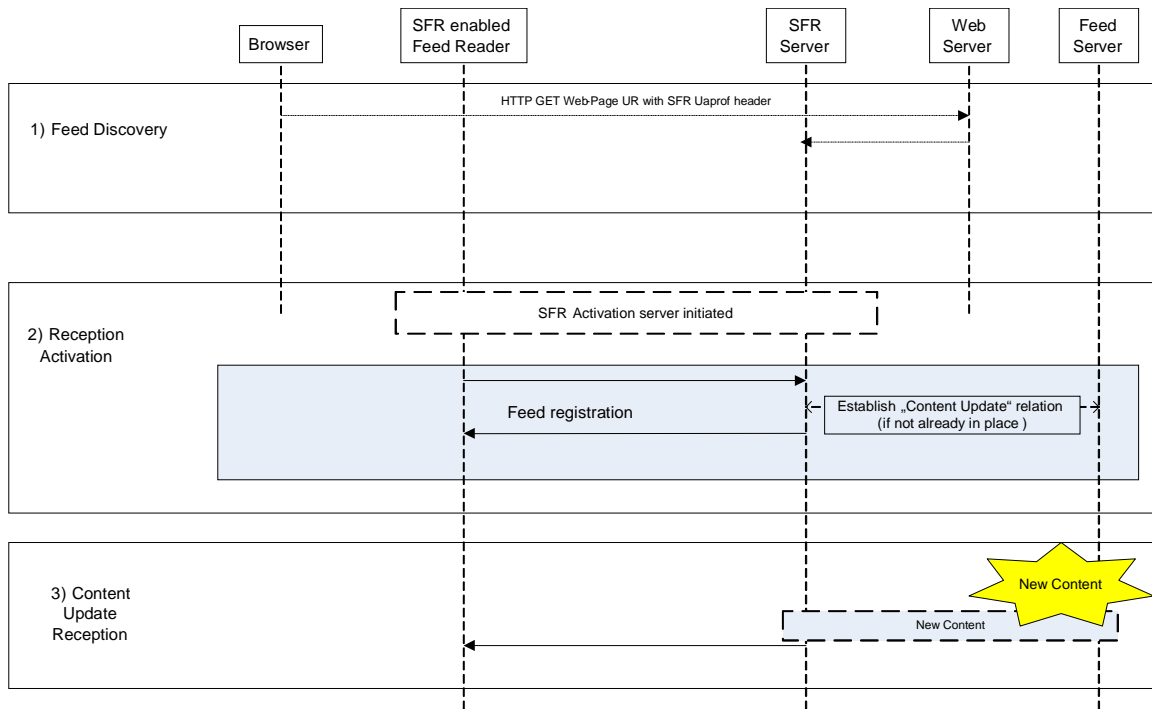 Browser
SFR enabled
Feed Reader
SFR
Server
Web
Server
Feed
Server
HTTP GET Web-Page UR with SFR Uaprof header
1) Feed Discovery
SFR Activation server initiated
2) Reception
Activation
Feed registration
Establish „Content Update“ relation
(if not already in place )
3) Content
Update
Reception
New Content
New Content